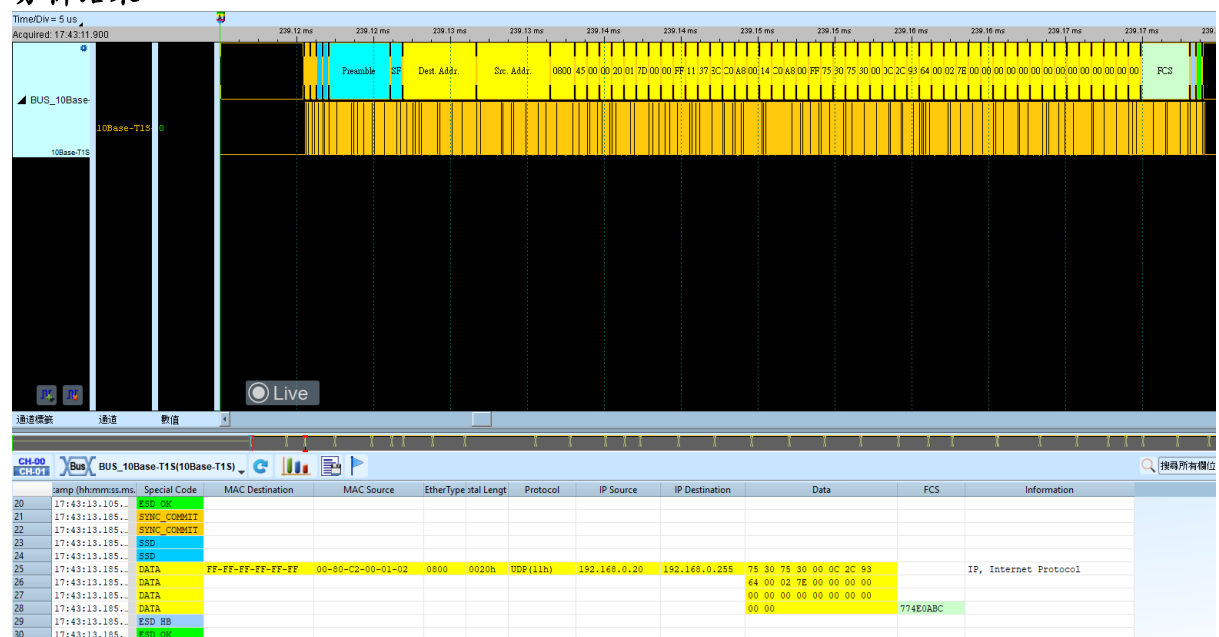 Time/Div = 5 us
Acquired: 17:43:11.900
239.12 ms 239.12 ms 239.13 ms 239.13 ms 239.14 ms 239.14 ms 239.15 ms 239.15 ms 239.16 ms 239.16 ms 239.17 ms 239.17 ms 239.
Preamble SF Dest. Addr. Src. Addr. 0800 45 00 00 20 01 7D 00 00 FF 11 37 3C C0 A8 00 14 C0 A8 00 FF 75 30 75 30 00 0C 2C 93 64 00 02 7E 00 00 00 00 00 00 00 00 00 00 00 00 00 00 FCS
BUS_10Base-
10Base-T1S- 0
10Base-T1S
Live
通道標籤 通道 數值
CH-00
CH-01
Bus BUS_10Base-T1S(10Base-T1S) 搜尋所有欄位
:amp (hh:mm:ss.ms. Special Code MAC Destination MAC Source EtherType otal Lengt Protocol IP Source IP Destination Data FCS Information
20 17:43:13.105... ESD OK
21 17:43:13.185... SYNC_COMMIT
22 17:43:13.185... SYNC_COMMIT
23 17:43:13.185... SSD
24 17:43:13.185... SSD
25 17:43:13.185... DATA FF-FF-FF-FF-FF-FF 00-80-C2-00-01-02 0800 0020h UDP(11h) 192.168.0.20 192.168.0.255 75 30 75 30 00 0C 2C 93 IP, Internet Protocol
26 17:43:13.185... DATA 64 00 02 7E 00 00 00 00
27 17:43:13.185... DATA 00 00 00 00 00 00 00 00
28 17:43:13.185... DATA 00 00 774E0ABC
29 17:43:13.185... ESD HB
30 17:43:13.185... ESD OK